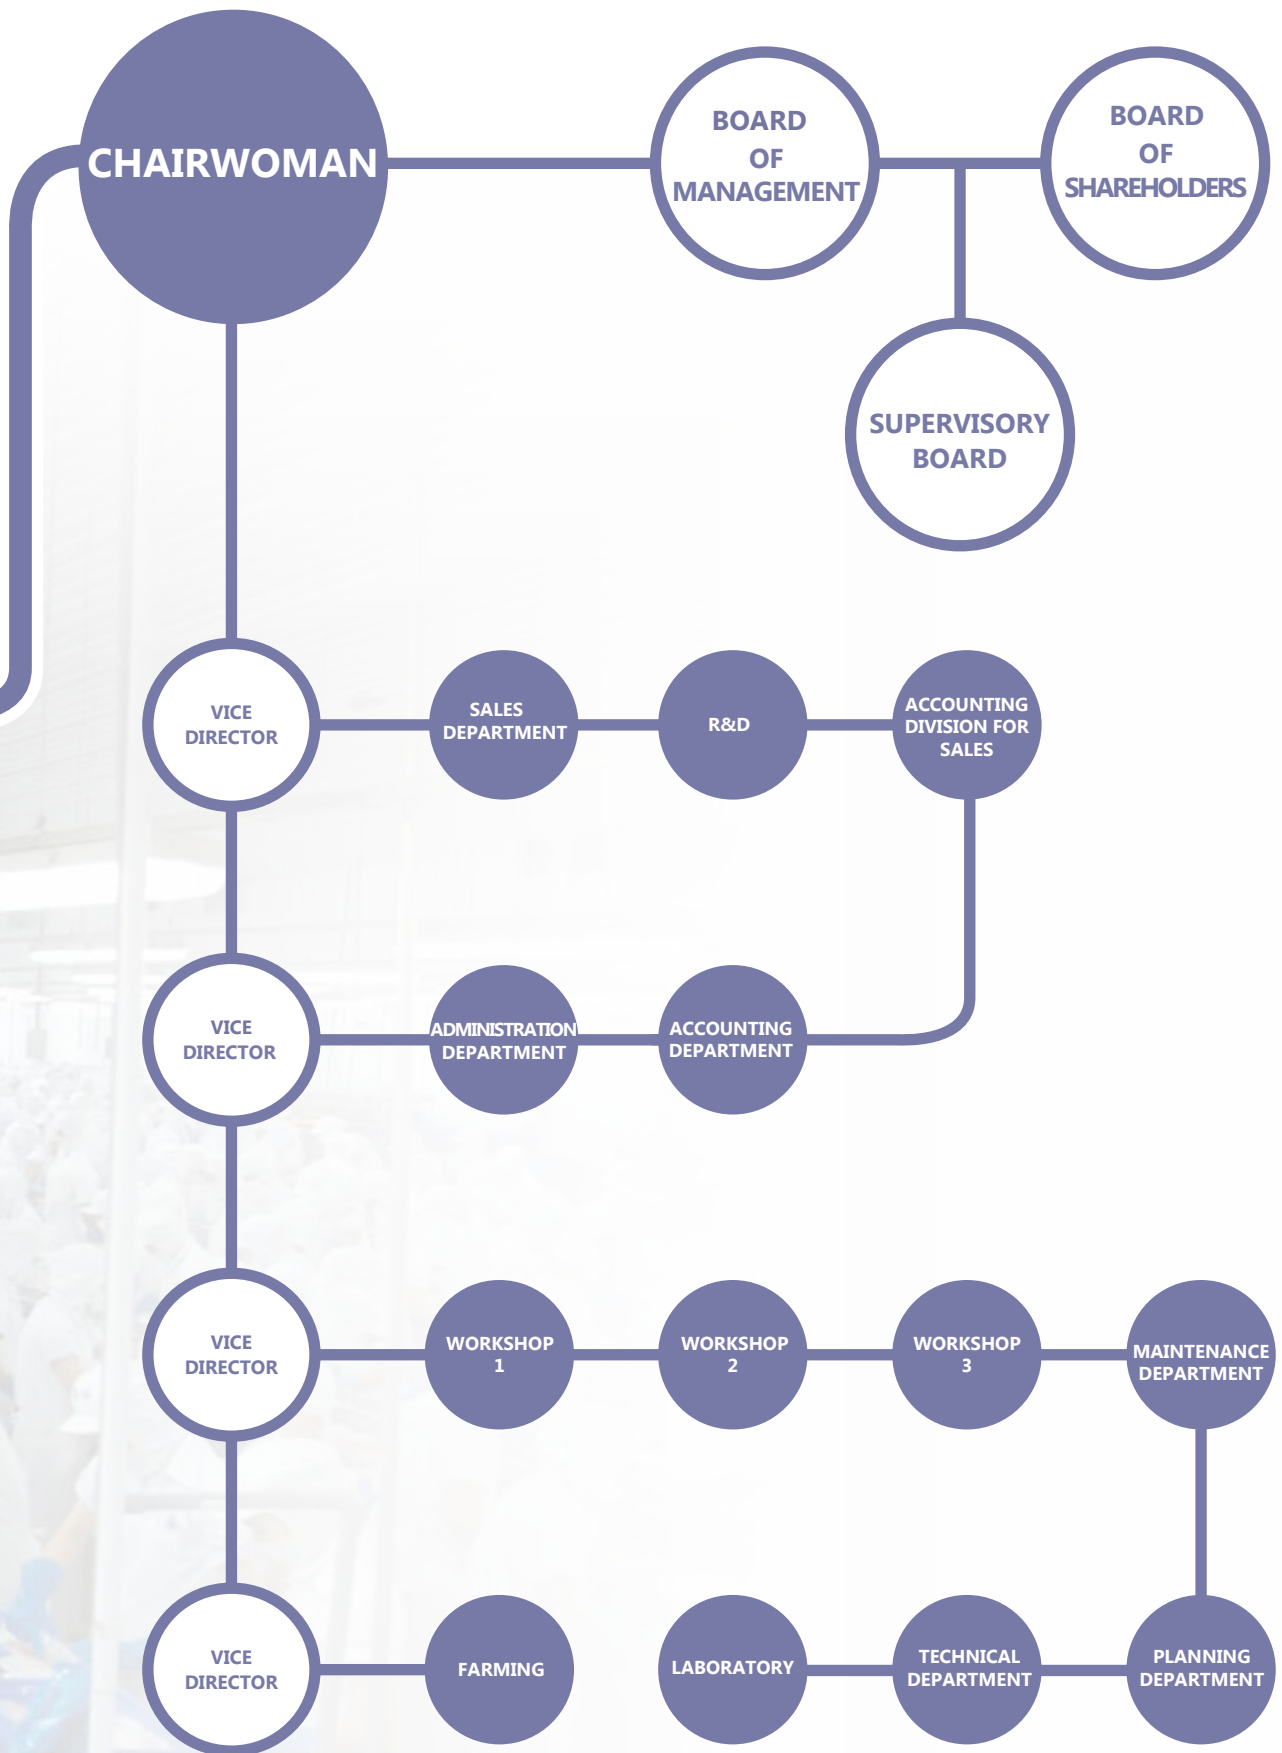 CHAIRWOMAN
BOARD
OF
MANAGEMENT
BOARD
OF
SHAREHOLDERS
SUPERVISORY
BOARD
VICE
DIRECTOR
SALES
DEPARTMENT
R&D
ACCOUNTING
DIVISION FOR
SALES
VICE
DIRECTOR
ADMINISTRATION
DEPARTMENT
ACCOUNTING
DEPARTMENT
VICE
DIRECTOR
WORKSHOP
1
WORKSHOP
2
WORKSHOP
3
MAINTENANCE
DEPARTMENT
VICE
DIRECTOR
FARMING
LABORATORY
TECHNICAL
DEPARTMENT
PLANNING
DEPARTMENT